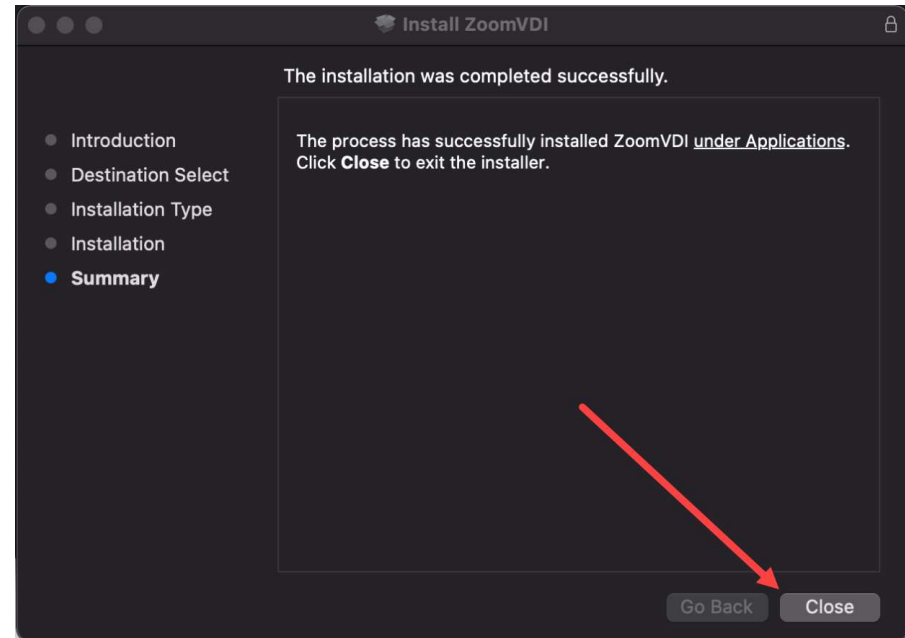 Install ZoomVDI
The installation was completed successfully.
Introduction
Destination Select
Installation Type
Installation
Summary
The process has successfully installed ZoomVDI under Applications.
Click Close to exit the installer.
Go Back
Close